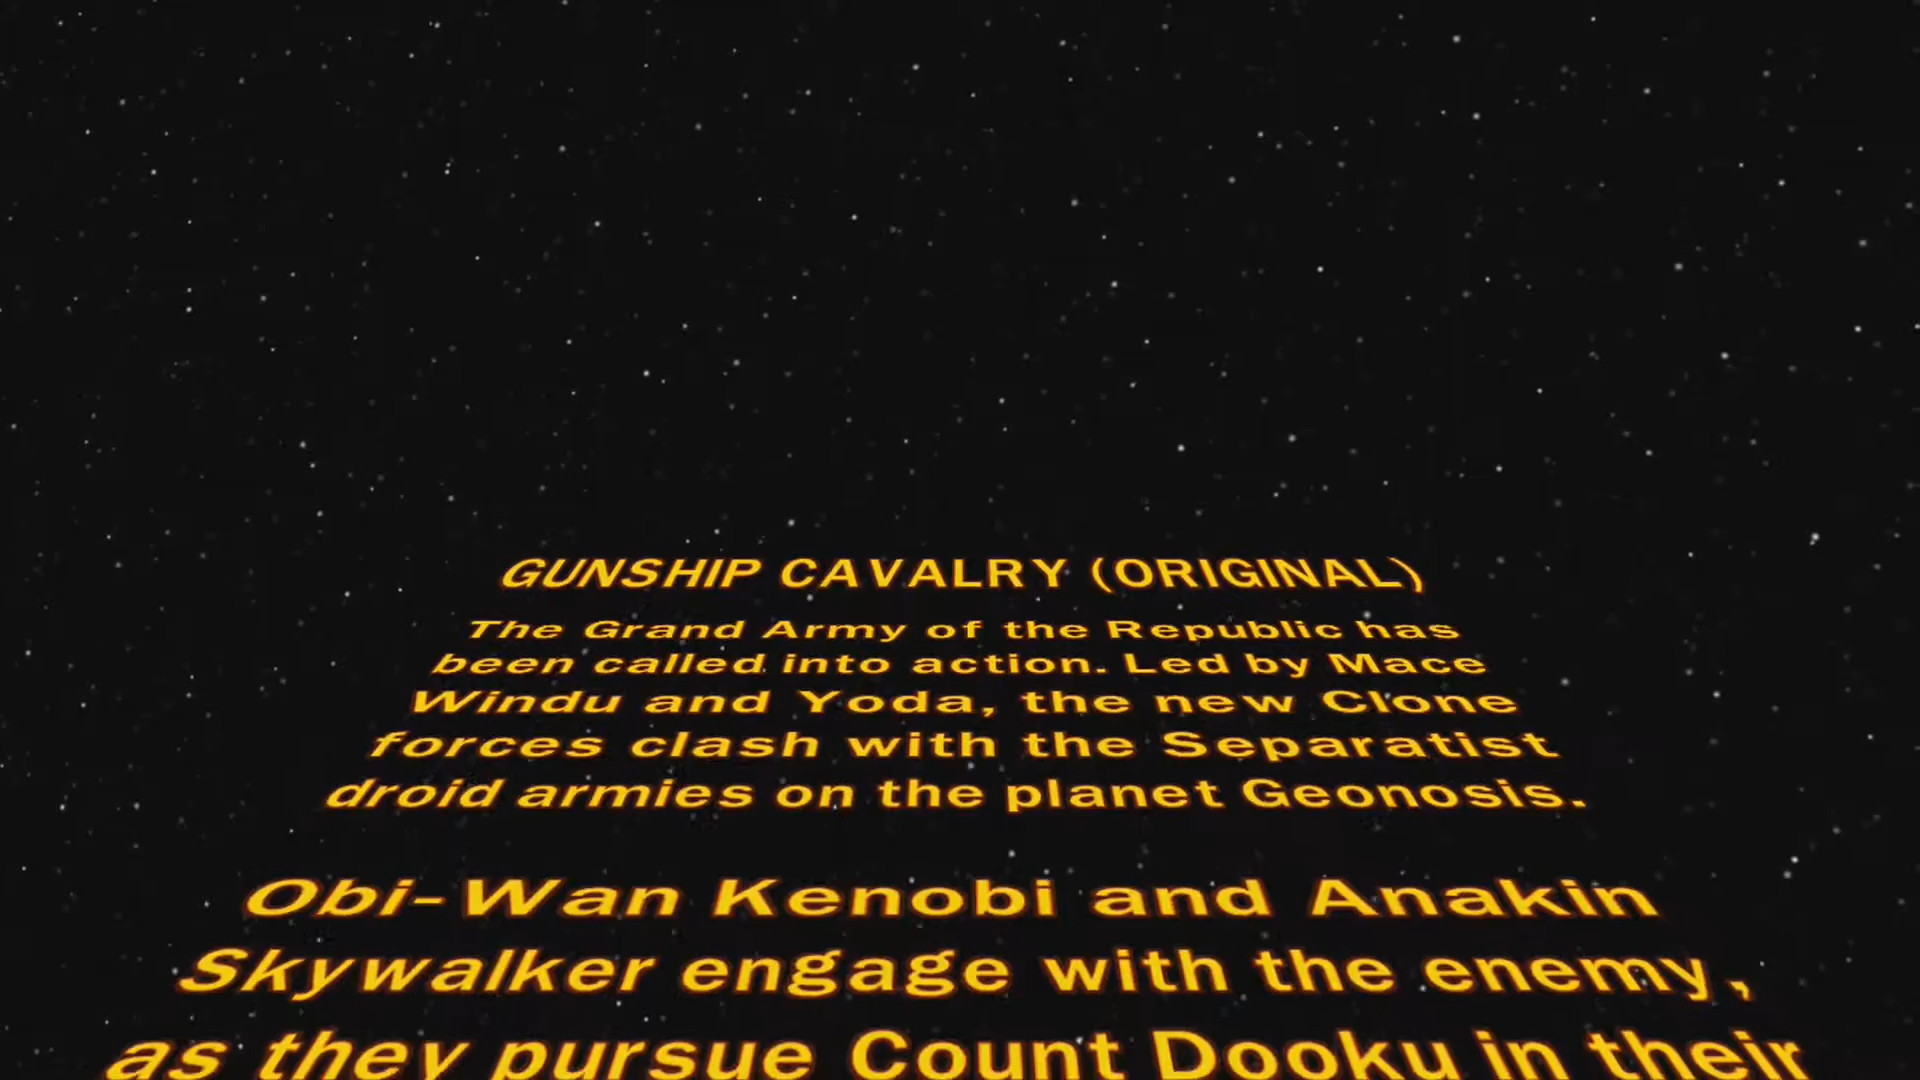 GUNSHIP CAVALRY (ORIGINAL)
The Grand Army of the Republic has
been called into action. Led by Mace
Windu and Yoda, the new Clone
forces clash with the Separatist
droid armies on the planet Geonosis.
Obi-Wan Kenobi and Anakin
Skywalker engage with the enemy,
as they pursue Count Dooku in their